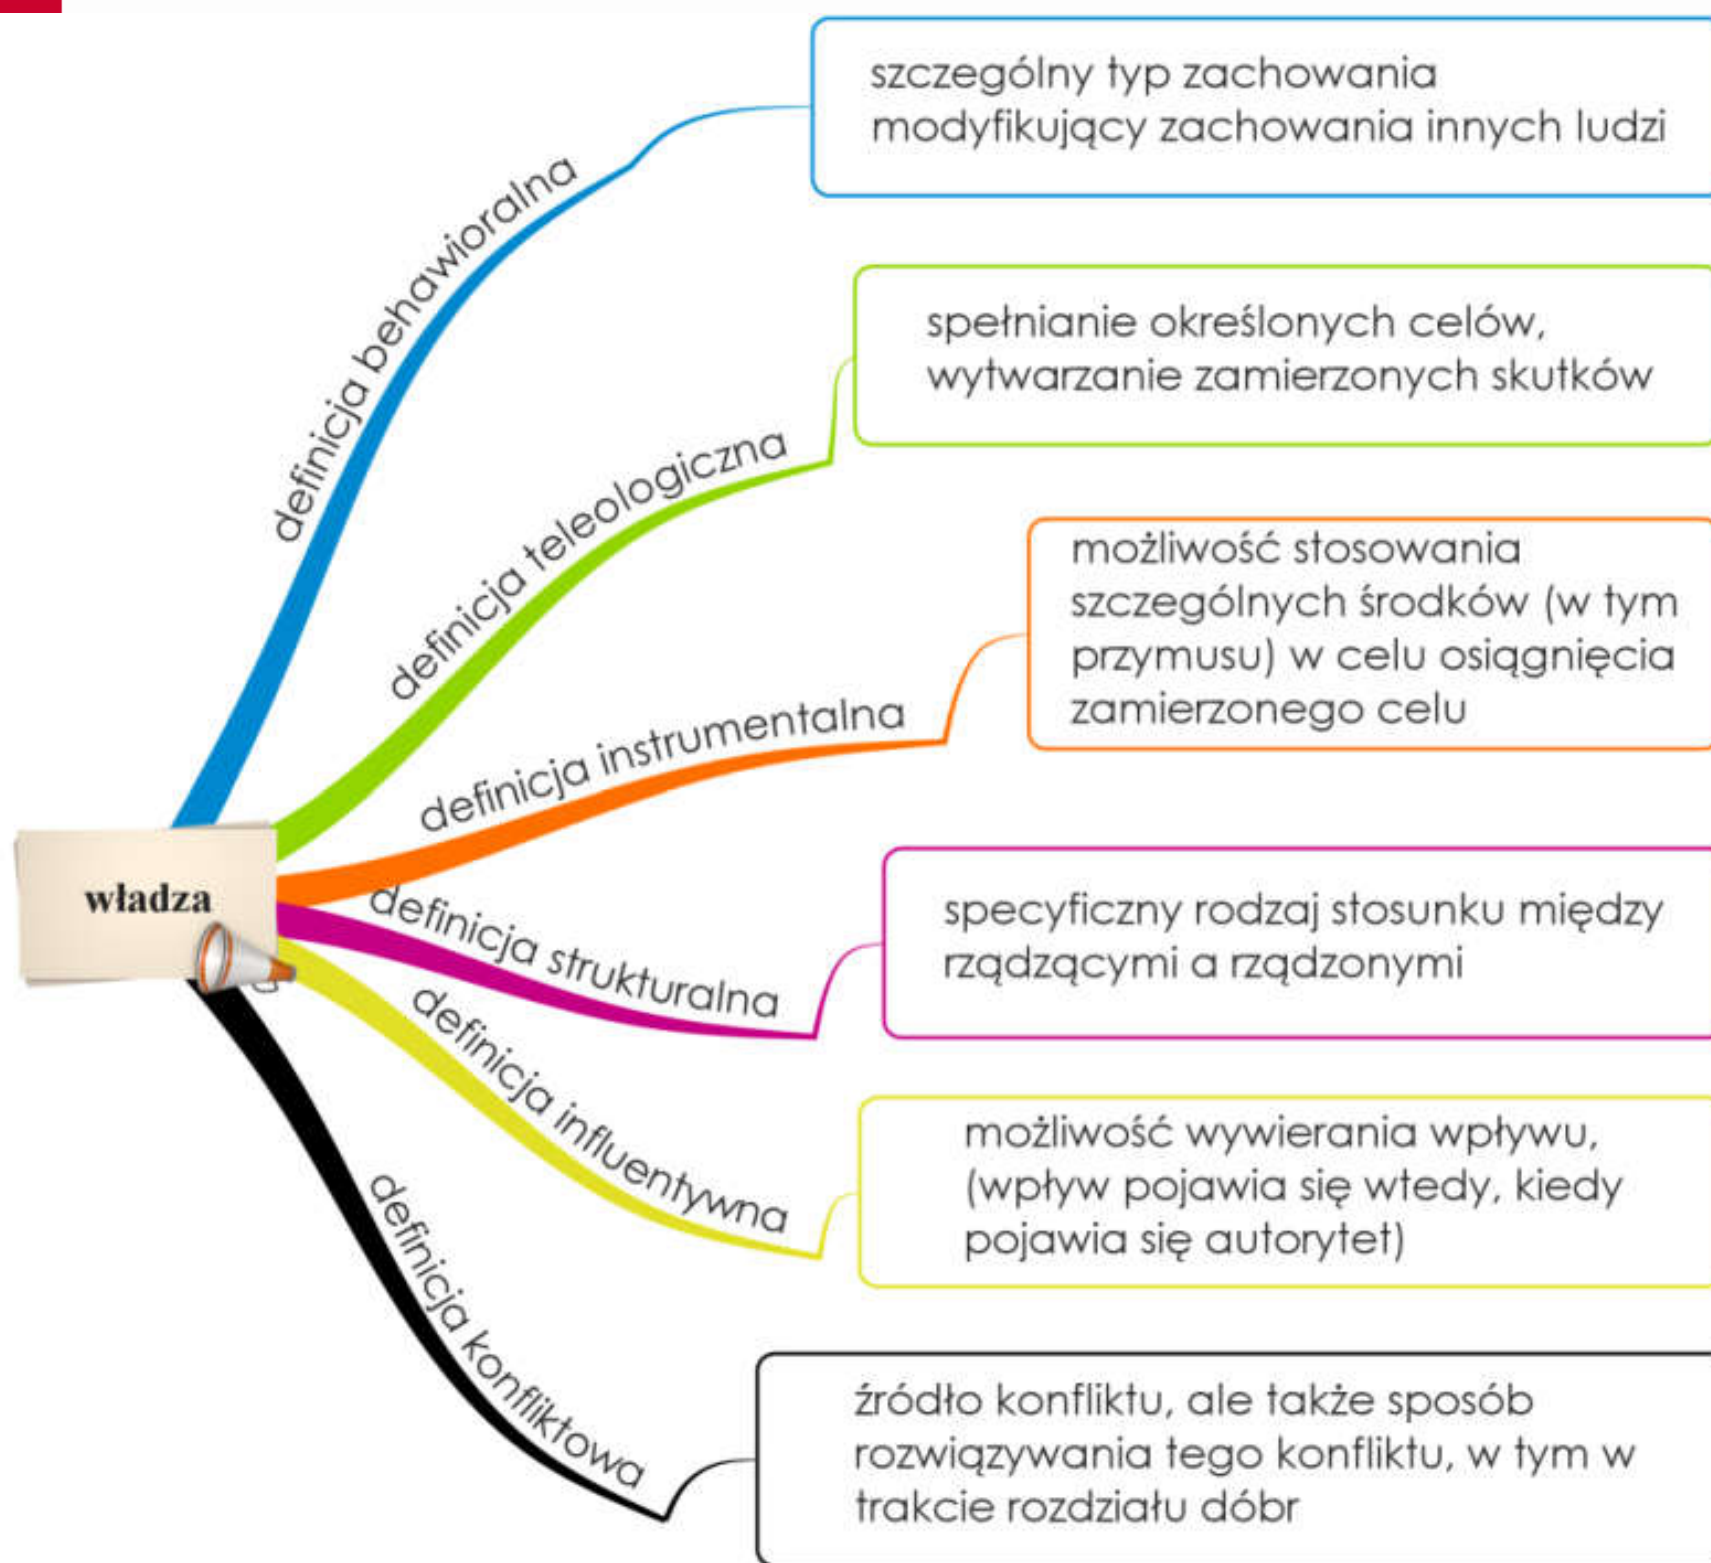 definicja behawioralna
szczególny typ zachowania
modyfikujący zachowania innych ludzi
definicja teleologiczna
spełnianie określonych celów,
wytwarzanie zamierzonych skutków
definicja instrumentalna
możliwość stosowania
szczególnych środków (w tym
przymusu) w celu osiągnięcia
zamierzonego celu
władza
definicja strukturalna
specyficzny rodzaj stosunku między
rządzącymi a rządzonymi
definicja influentywna
możliwość wywierania wpływu,
(wpływ pojawia się wtedy, kiedy
pojawia się autorytet)
definicja konfliktowa
źródło konfliktu, ale także sposób
rozwiązywania tego konfliktu, w tym w
trakcie rozdziału dóbr